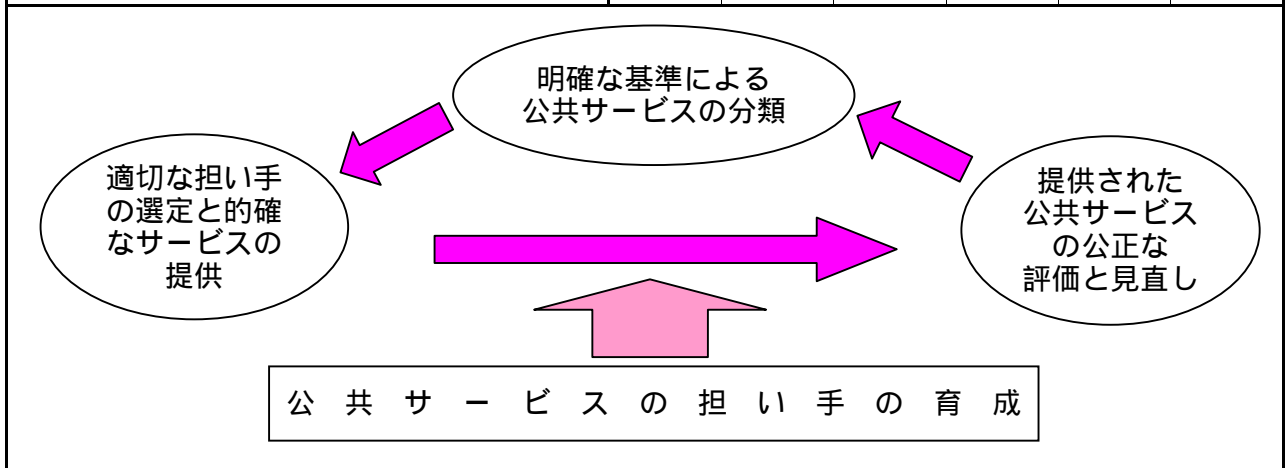 明確な基準による
公共サービスの分類
適切な担い手
の選定と的確
なサービスの
提供
提供された
公共サービス
の公正な
評価と見直し
公共サービスの担い手の育成